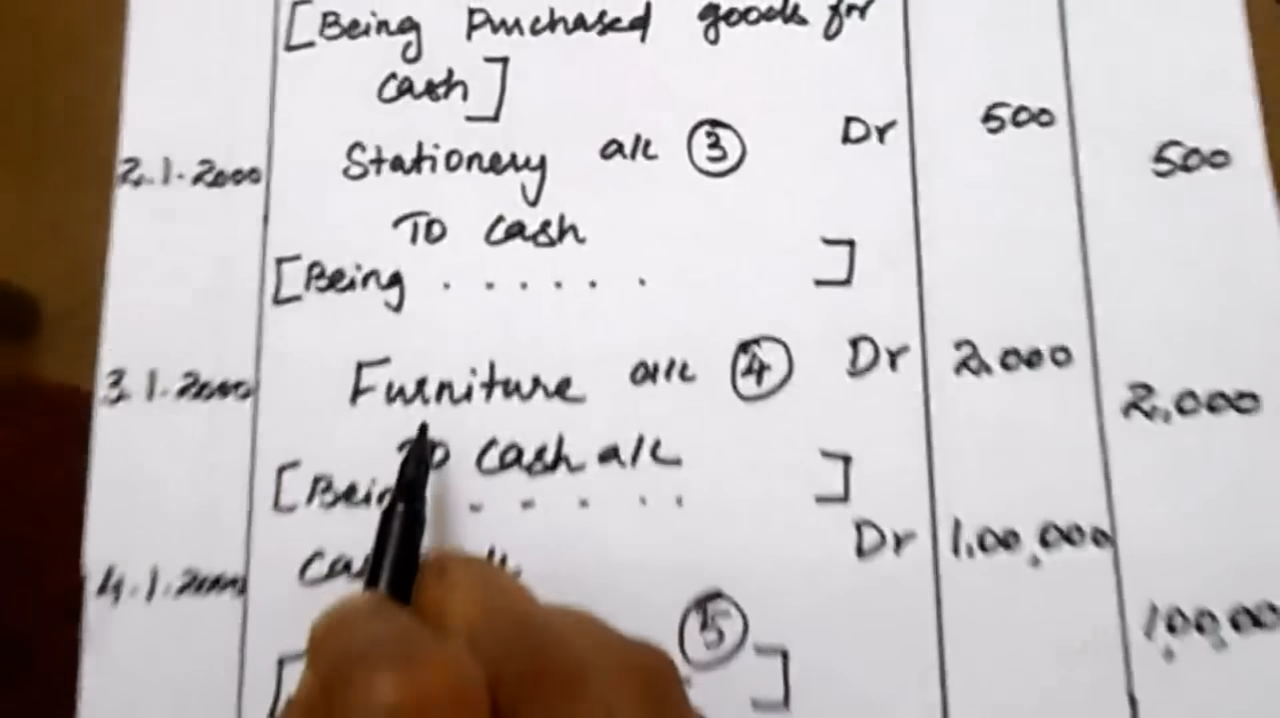 [Being Purchased goods for
cash]
2.1.2000 Stationery a/c ③ Dr 500
500
To cash
[Being . . . . . . ]
3.1.2000 Furniture a/c ④ Dr 2,000
2,000
To cash a/c
[Being . . . . ]
4.1.2000 Dr 1,00,000
⑤
[ ]